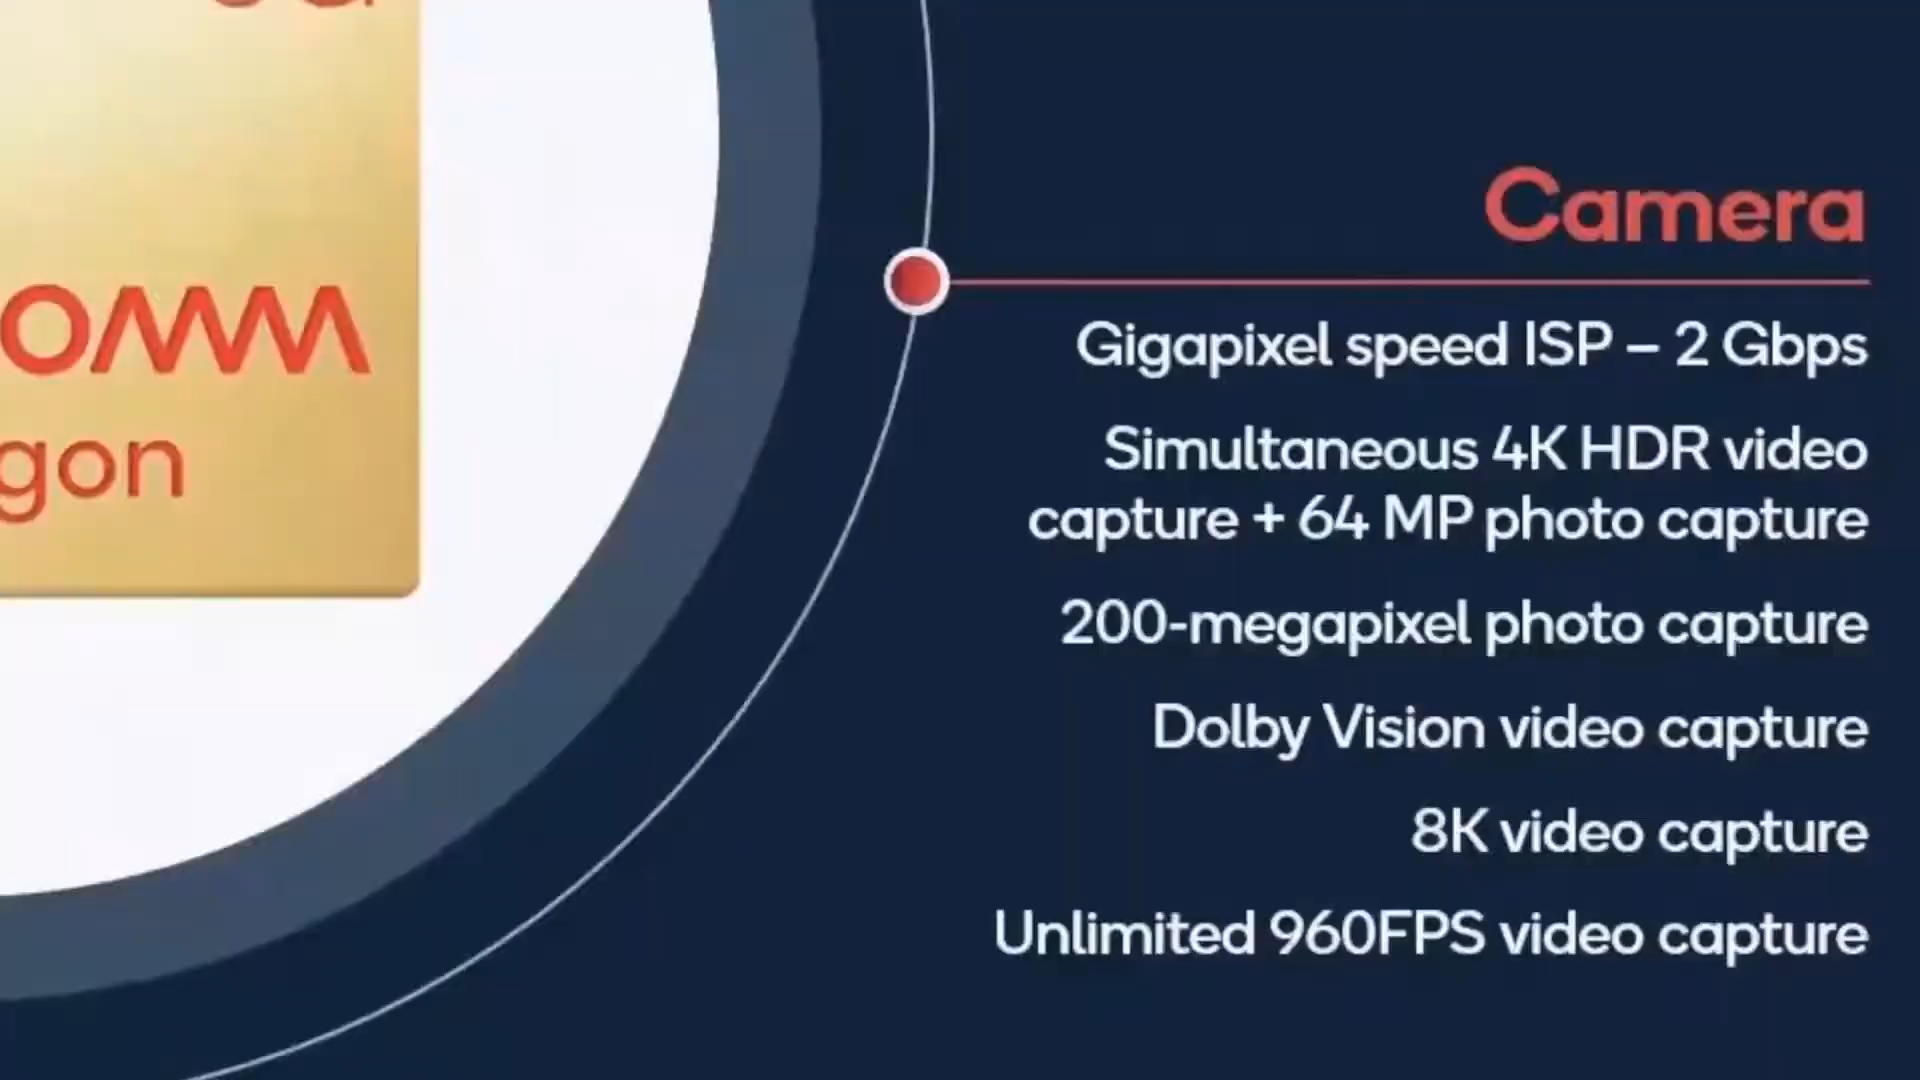 Camera
Gigapixel speed ISP – 2 Gbps
Simultaneous 4K HDR video
capture + 64 MP photo capture
200-megapixel photo capture
Dolby Vision video capture
8K video capture
Unlimited 960FPS video capture